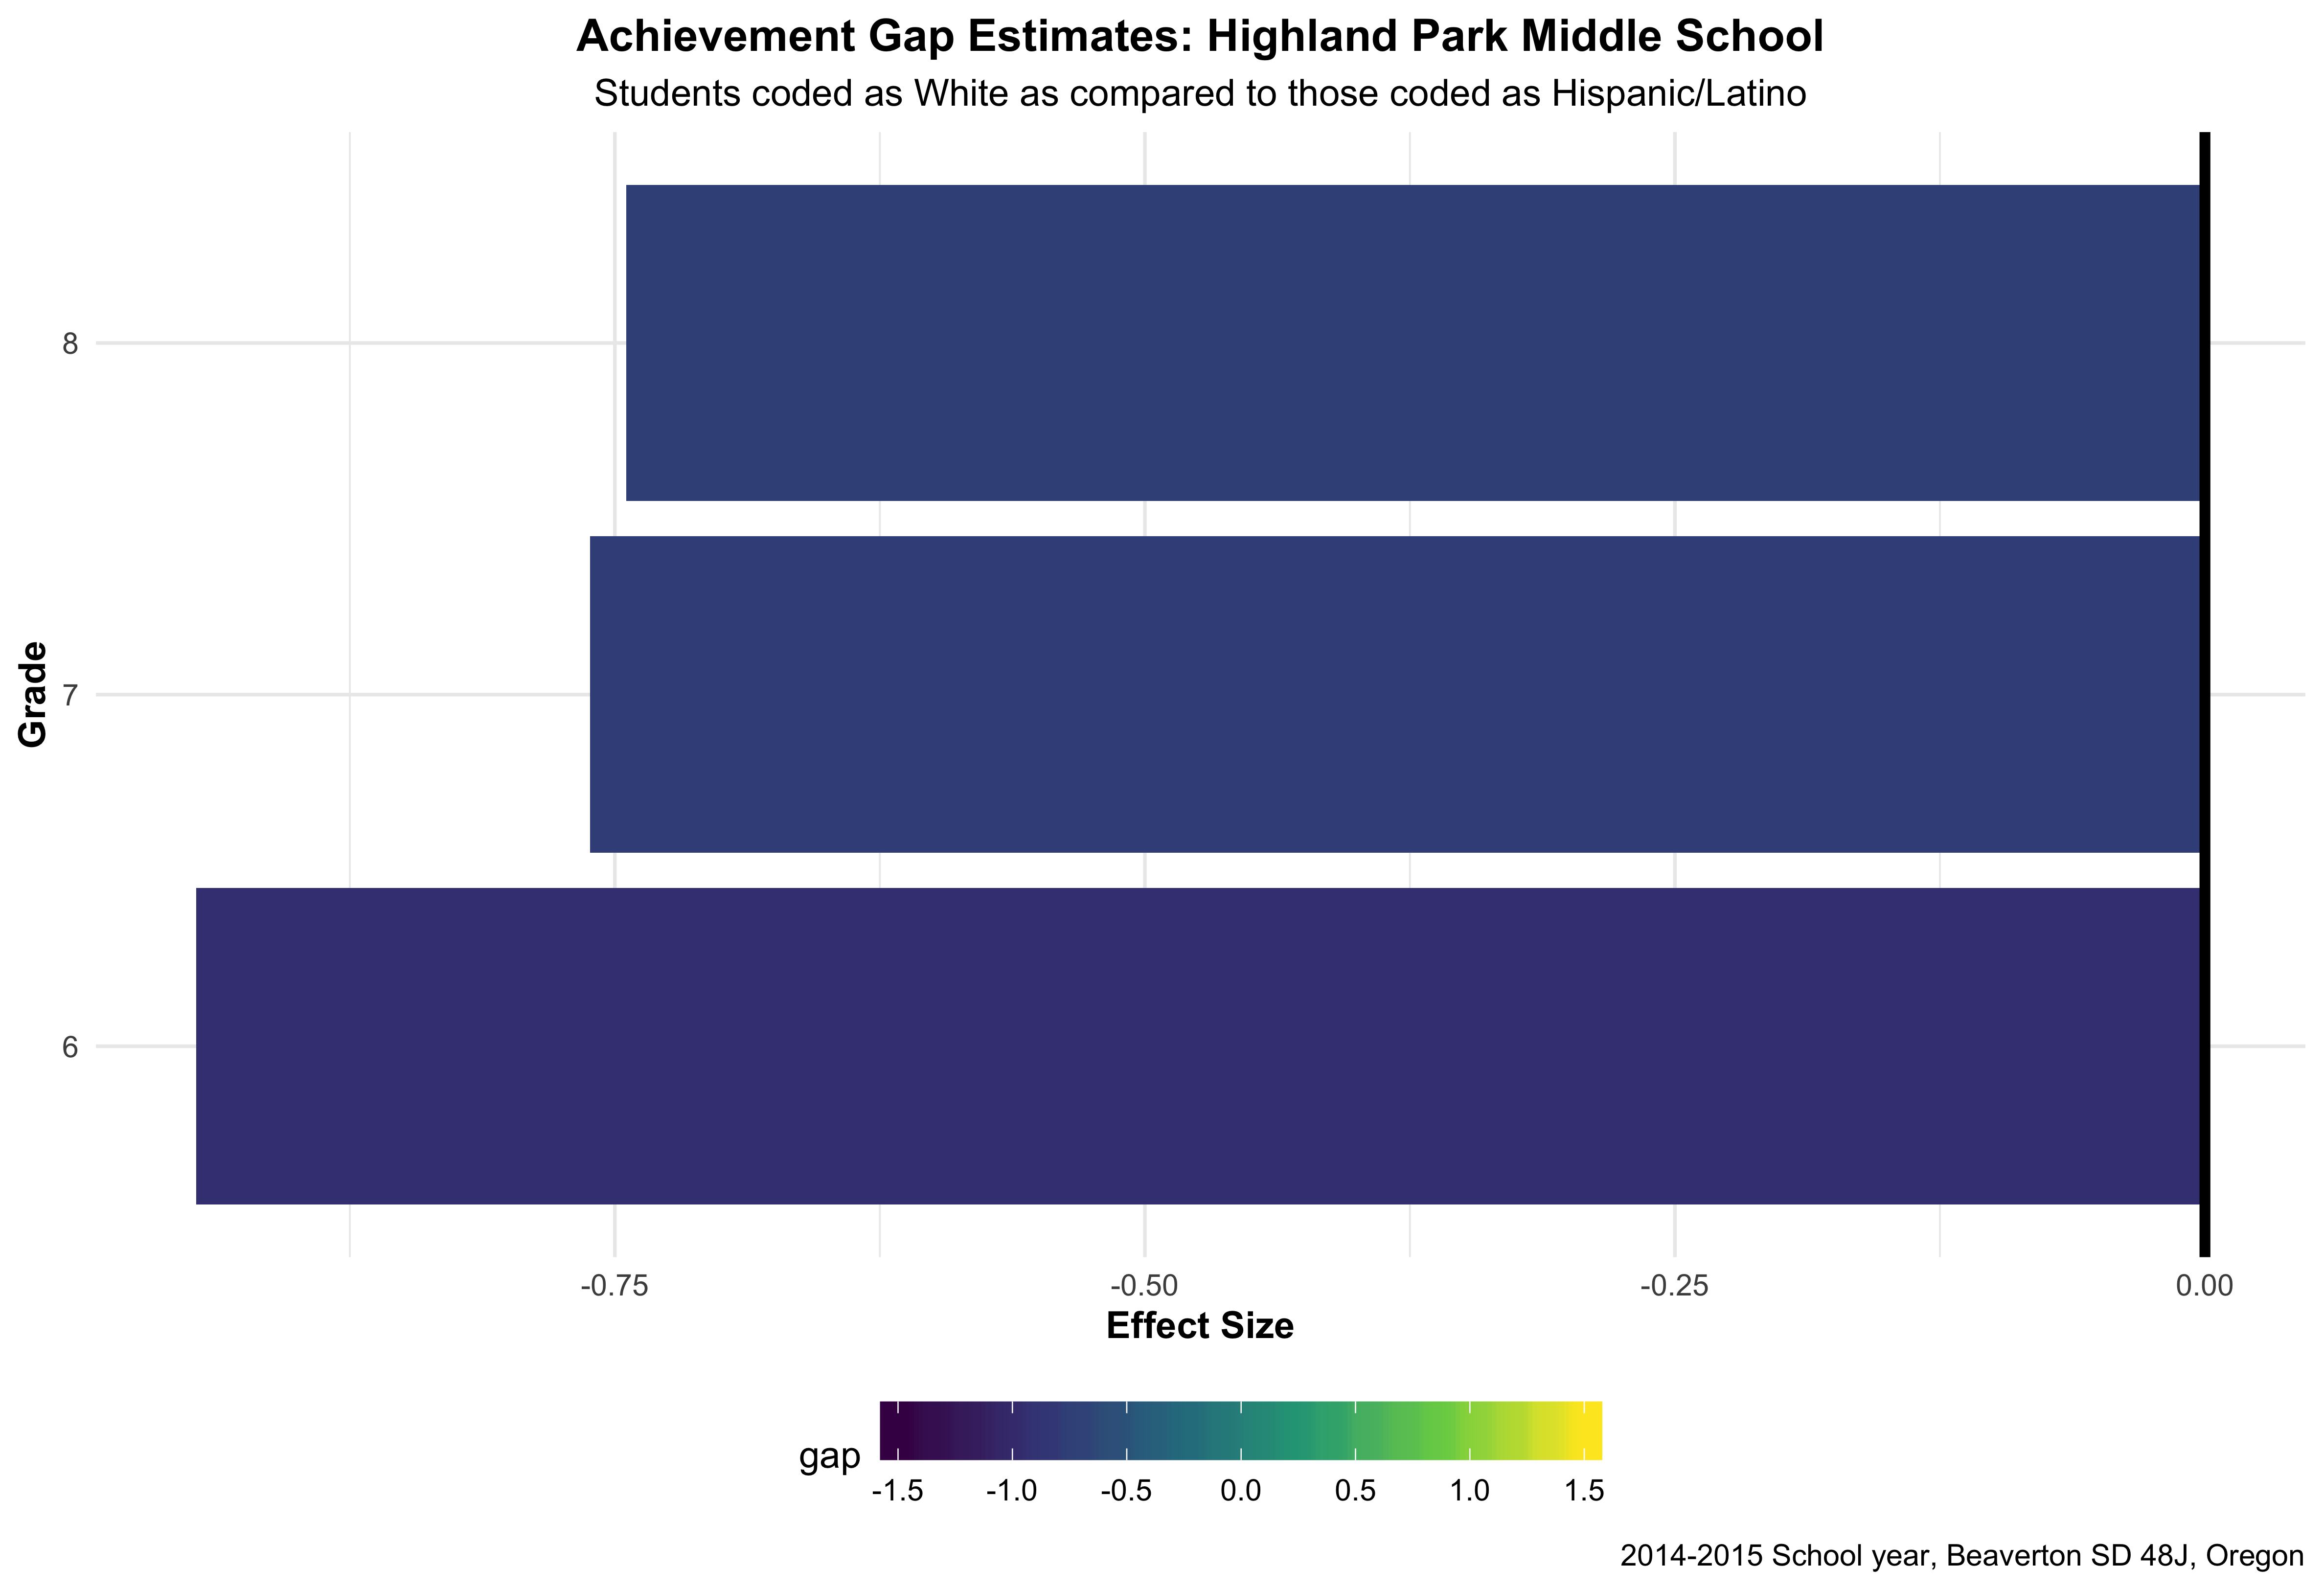 Achievement Gap Estimates: Highland Park Middle School
Students coded as White as compared to those coded as Hispanic/Latino
Grade
8
7
6
-0.75 -0.50 -0.25 0.00
Effect Size
gap
-1.5 -1.0 -0.5 0.0 0.5 1.0 1.5
2014-2015 School year, Beaverton SD 48J, Oregon